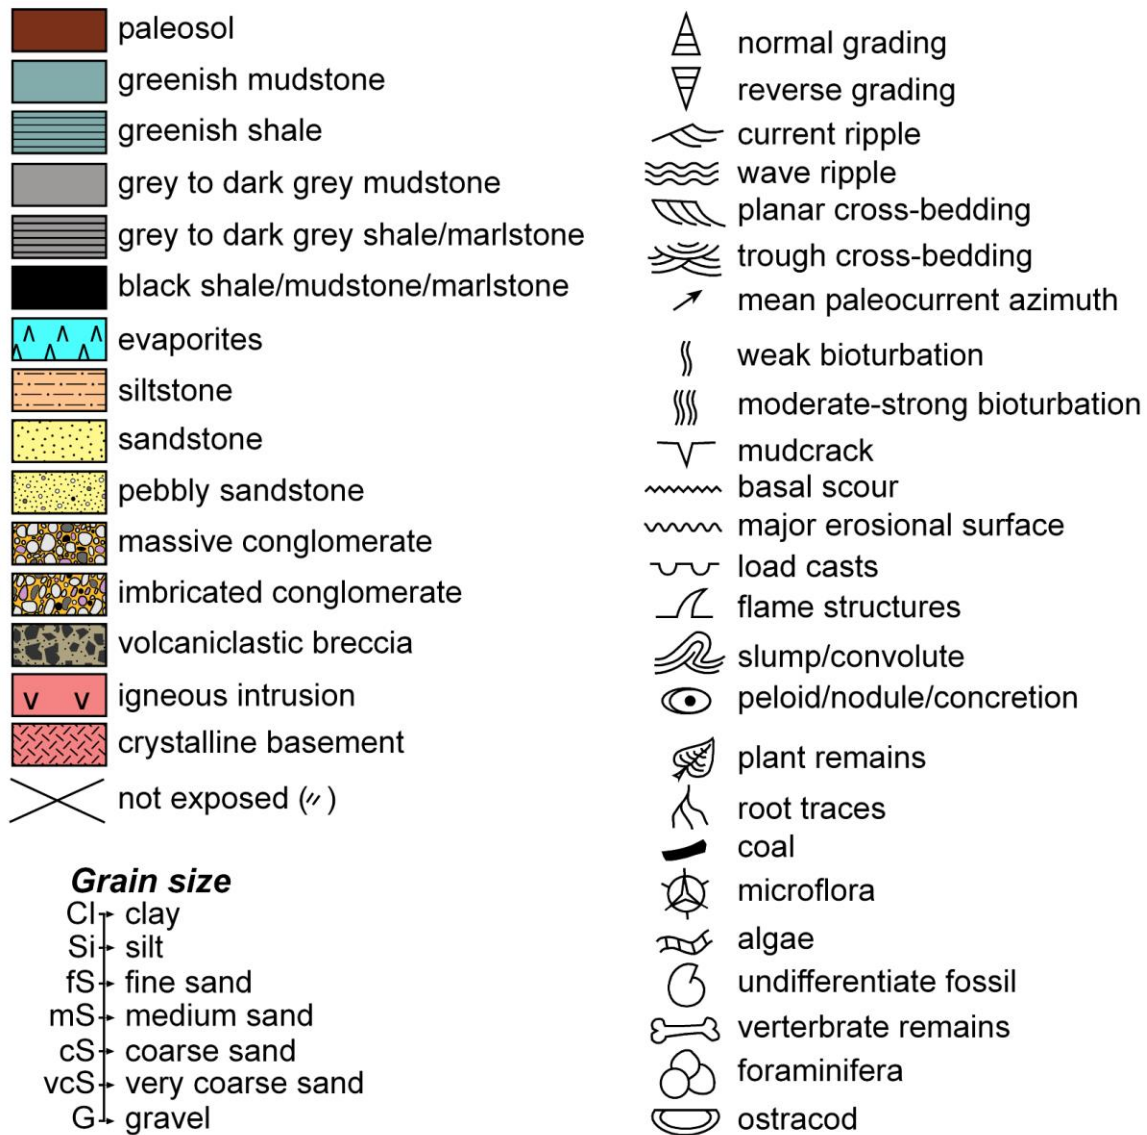 paleosol
greenish mudstone
greenish shale
grey to dark grey mudstone
grey to dark grey shale/marlstone
black shale/mudstone/marlstone
evaporites
siltstone
sandstone
pebbly sandstone
massive conglomerate
imbricated conglomerate
volcaniclastic breccia
igneous intrusion
crystalline basement
not exposed (〃)
Grain size
Cl clay
Si silt
fS fine sand
mS medium sand
cS coarse sand
vcS very coarse sand
G gravel
normal grading
reverse grading
current ripple
wave ripple
planar cross-bedding
trough cross-bedding
mean paleocurrent azimuth
weak bioturbation
moderate-strong bioturbation
mudcrack
basal scour
major erosional surface
load casts
flame structures
slump/convolute
peloid/nodule/concretion
plant remains
root traces
coal
microflora
algae
undifferentiate fossil
verterbrate remains
foraminifera
ostracod